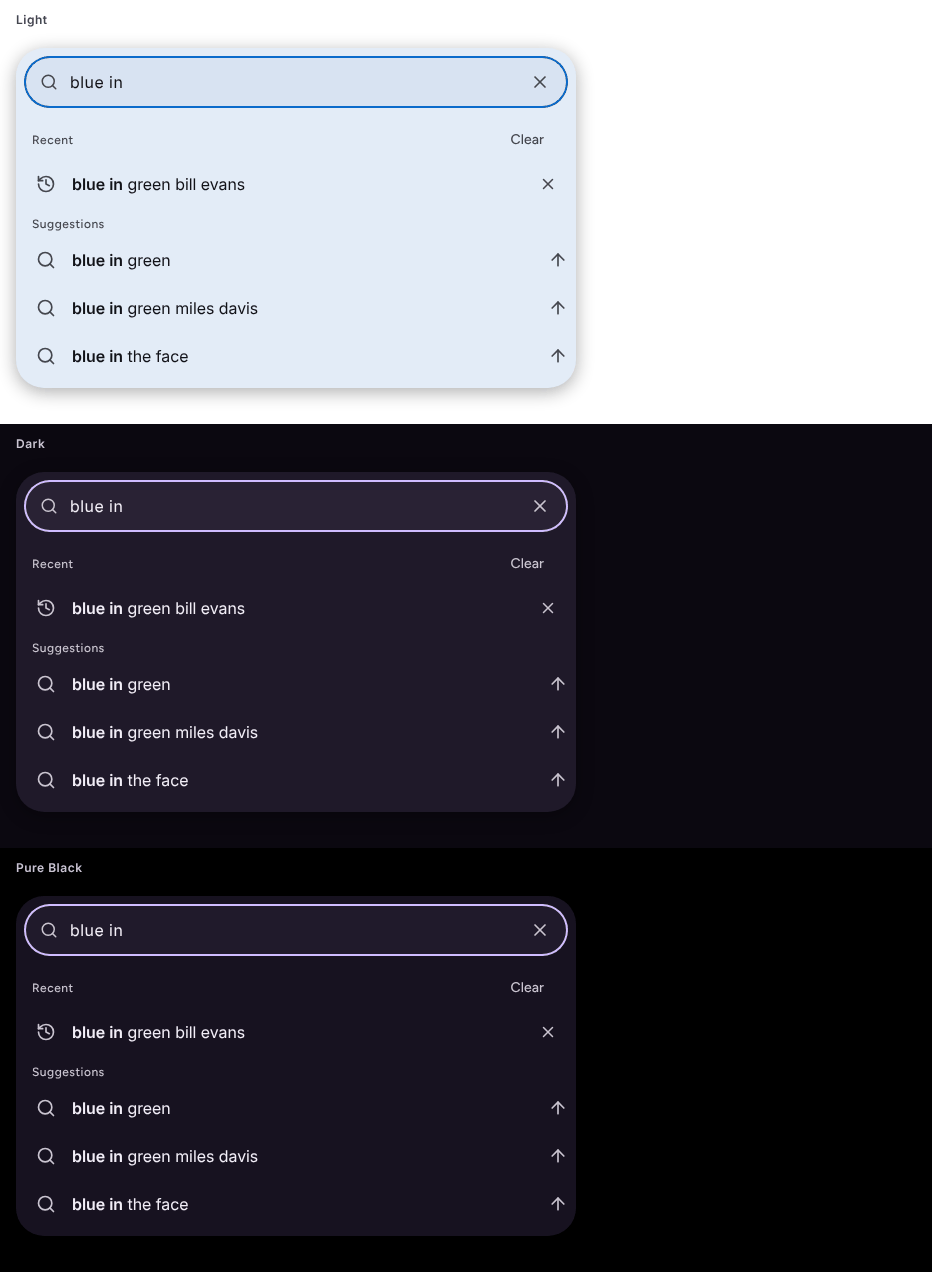 Light
blue in
Recent Clear
blue in green bill evans
Suggestions
blue in green
blue in green miles davis
blue in the face
Dark
blue in
Recent Clear
blue in green bill evans
Suggestions
blue in green
blue in green miles davis
blue in the face
Pure Black
blue in
Recent Clear
blue in green bill evans
Suggestions
blue in green
blue in green miles davis
blue in the face